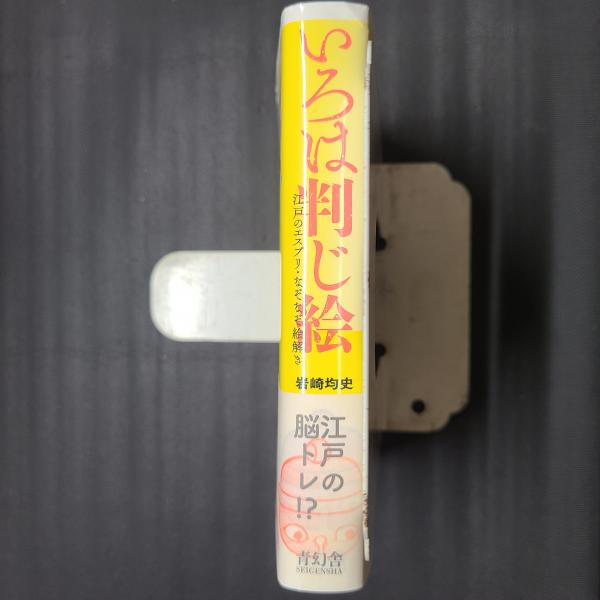 いろは判じ絵
江戸のエスプリ・なぞなぞ絵解き
岩崎均史
江戸の
脳トレ!?
青幻舎
SEIGENSHA